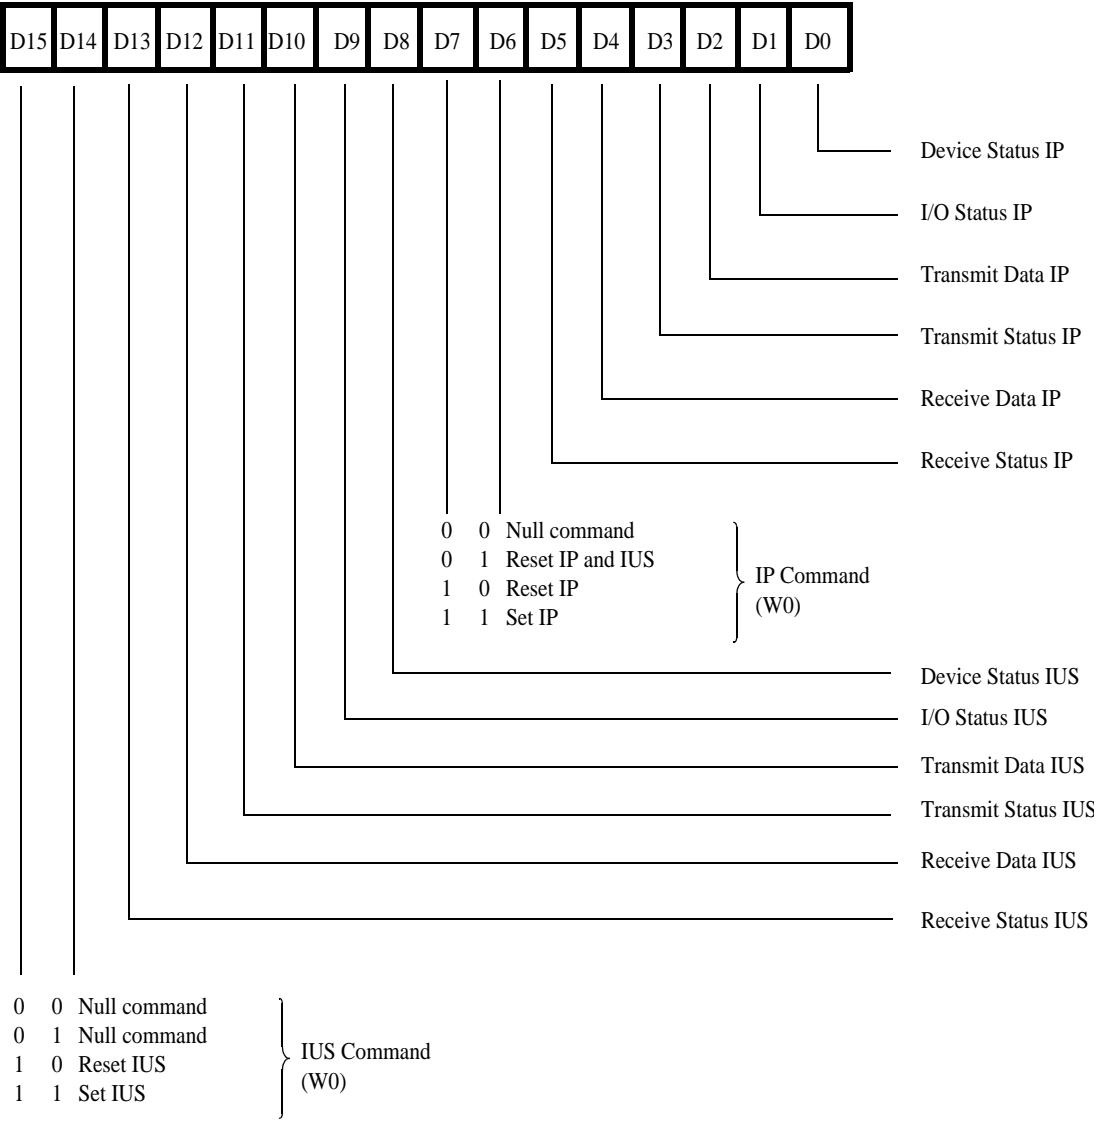 D15 D14 D13 D12 D11 D10 D9 D8 D7 D6 D5 D4 D3 D2 D1 D0
Device Status IP
I/O Status IP
Transmit Data IP
Transmit Status IP
Receive Data IP
Receive Status IP
0 0 Null command
0 1 Reset IP and IUS
1 0 Reset IP
1 1 Set IP
IP Command
(W0)
Device Status IUS
I/O Status IUS
Transmit Data IUS
Transmit Status IUS
Receive Data IUS
Receive Status IUS
0 0 Null command
0 1 Null command
1 0 Reset IUS
1 1 Set IUS
IUS Command
(W0)